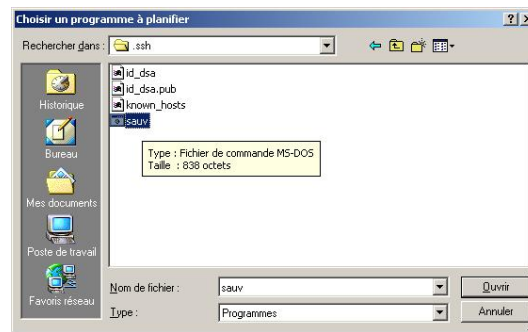 Choisir un programme à planifier
Rechercher dans : .ssh
Historique
Bureau
Mes documents
Poste de travail
Favoris réseau
id_dsa
id_dsa.pub
known_hosts
sauv
Type : Fichier de commande MS-DOS
Taille : 838 octets
Nom de fichier : sauv Ouvrir
Type : Programmes Annuler